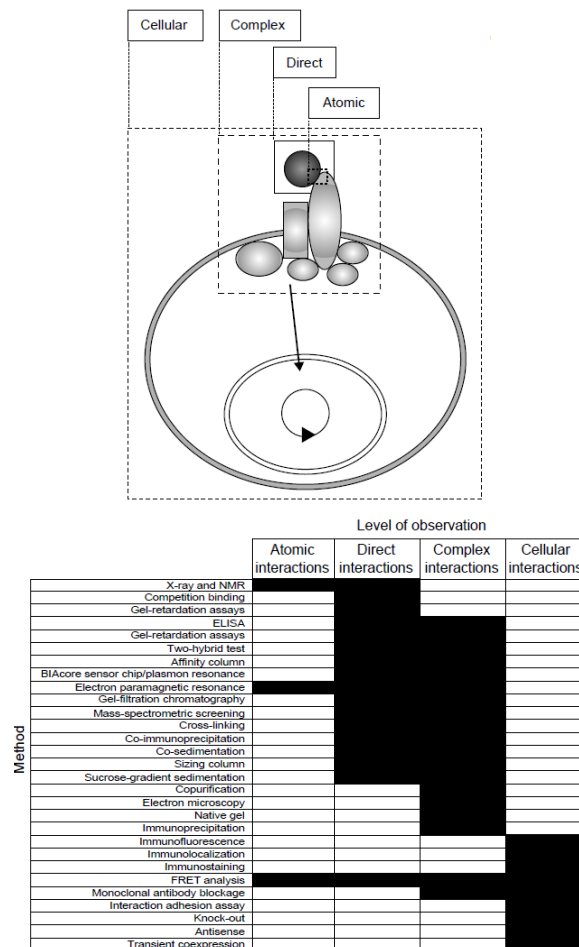 Cellular
Complex
Direct
Atomic
Level of observation
Atomic interactions
Direct interactions
Complex interactions
Cellular interactions
Method
X-ray and NMR
Competition binding
Gel-retardation assays
ELISA
Gel-retardation assays
Two-hybrid test
Affinity column
BIAcore sensor chip/plasmon resonance
Electron paramagnetic resonance
Gel-filtration chromatography
Mass-spectrometric screening
Cross-linking
Co-immunoprecipitation
Co-sedimentation
Sizing column
Sucrose-gradient sedimentation
Copurification
Electron microscopy
Native gel
Immunoprecipitation
Immunofluorescence
Immunolocalization
Immunostaining
FRET analysis
Monoclonal antibody blockage
Interaction adhesion assay
Knock-out
Antisense
Transient coexpression